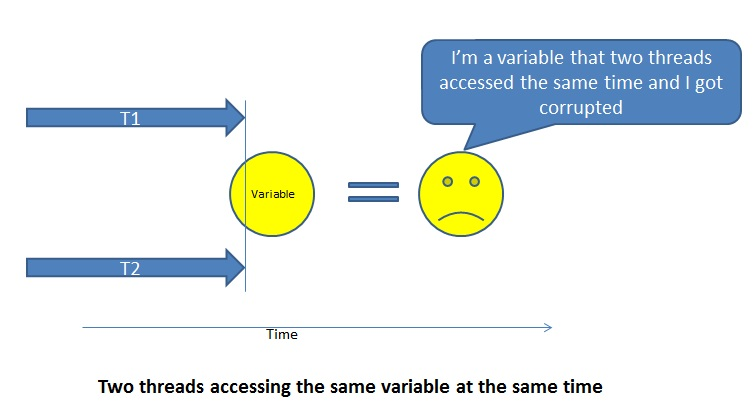 I'm a variable that two threads
accessed the same time and I got
corrupted
T1
Variable
T2
Time
Two threads accessing the same variable at the same time